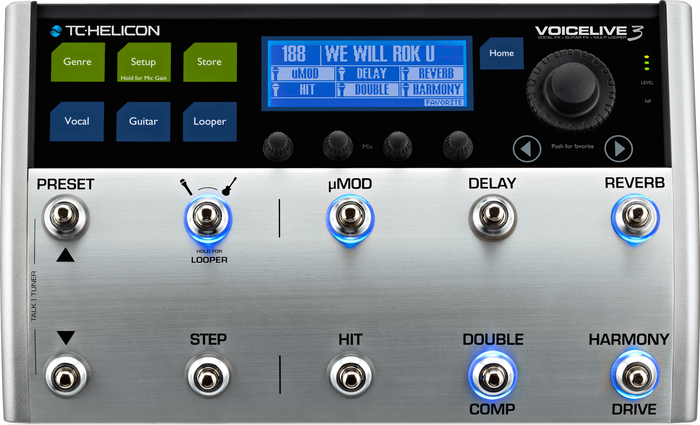 TC·HELICON
VOICELIVE 3
VOCAL FX • GUITAR FX • MULTI LOOPER
Genre
Setup
Hold for Mic Gain
Store
188 WE WILL ROK U
µMOD DELAY REVERB
HIT DOUBLE HARMONY
FAVORITE
Home
LEVEL
Vocal
Guitar
Looper
Mix
Push for favorite
PRESET
µMOD
DELAY
REVERB
HOLD FOR
LOOPER
TALK | TUNER
STEP
HIT
DOUBLE
HARMONY
COMP
DRIVE